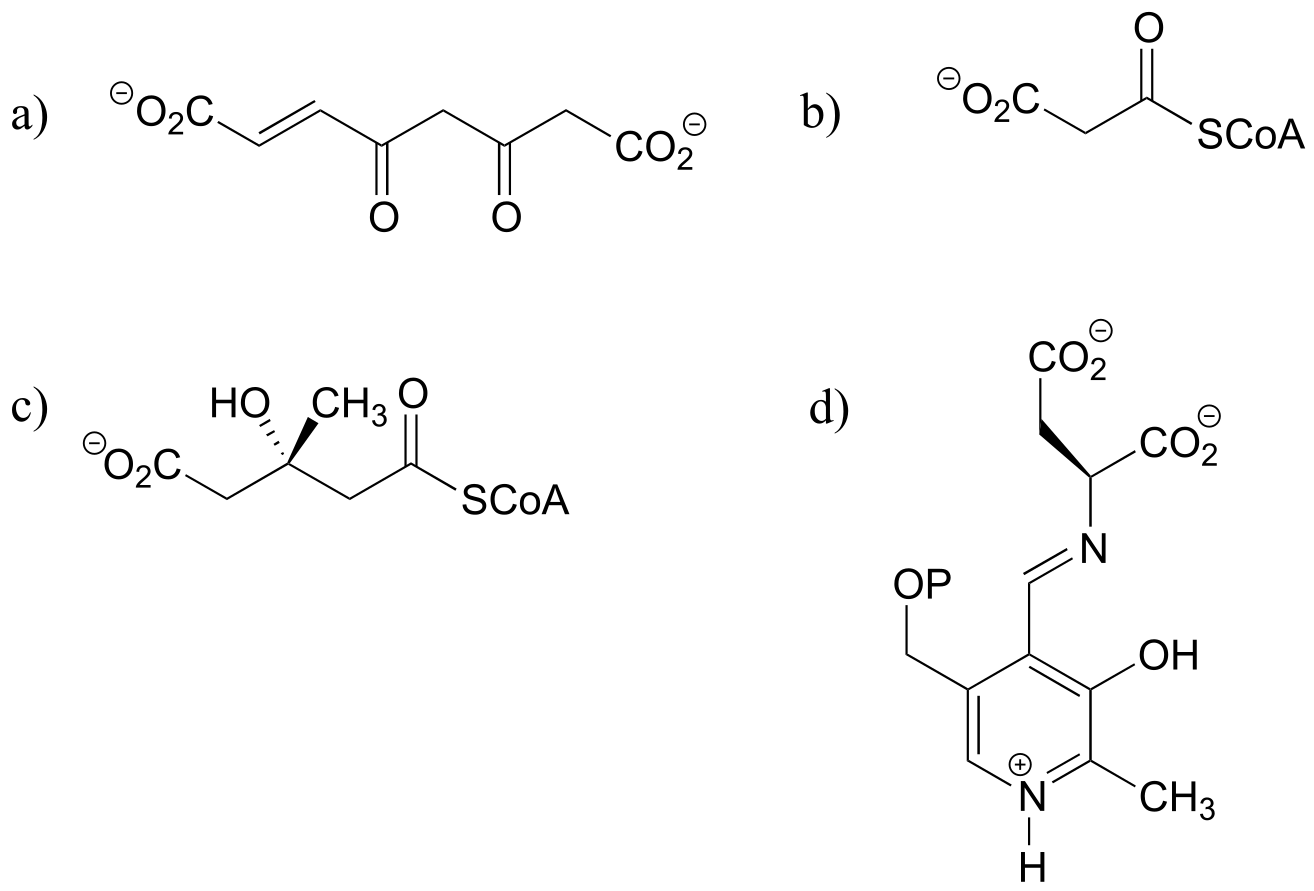 a)
⊖O2C
CO2⊖
O
O
b)
⊖O2C
O
SCoA
c)
HO
CH3
O
⊖O2C
SCoA
d)
CO2⊖
CO2⊖
N
OP
OH
⊕
N
H
CH3